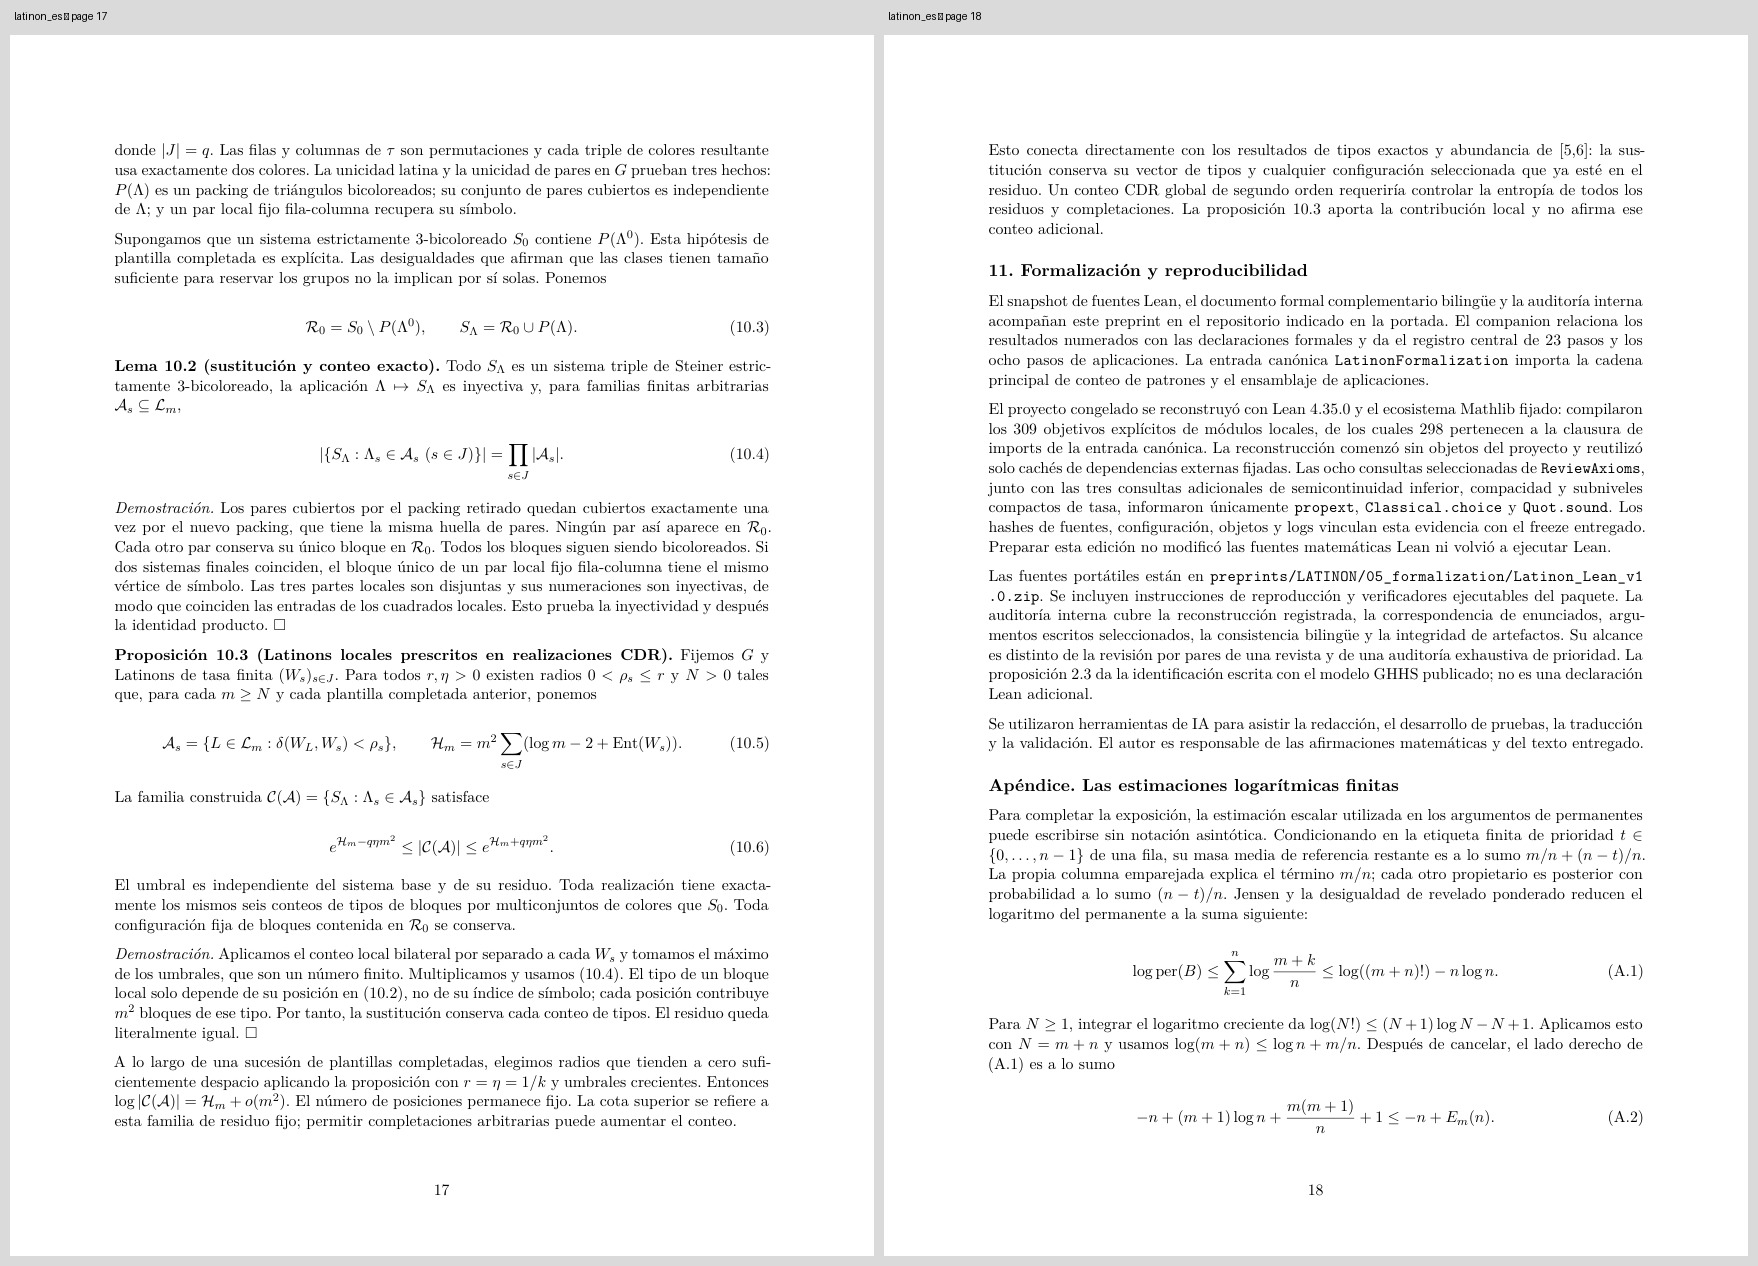 latinon_es page 17
donde |J| = q. Las filas y columnas de τ son permutaciones y cada triple de colores resultante
usa exactamente dos colores. La unicidad latina y la unicidad de pares en G prueban tres hechos:
P(Λ) es un packing de triángulos bicoloreados; su conjunto de pares cubiertos es independiente
de Λ; y un par local fijo fila-columna recupera su símbolo.
Supongamos que un sistema estrictamente 3-bicoloreado S₀ contiene P(Λ⁰). Esta hipótesis de
plantilla completada es explícita. Las desigualdades que afirman que las clases tienen tamaño
suficiente para reservar los grupos no la implican por sí solas. Ponemos
ℛ₀ = S₀ \ P(Λ⁰), S_Λ = ℛ₀ ∪ P(Λ). (10.3)
Lema 10.2 (sustitución y conteo exacto). Todo S_Λ es un sistema triple de Steiner estric-
tamente 3-bicoloreado, la aplicación Λ ↦ S_Λ es inyectiva y, para familias finitas arbitrarias
𝒜_s ⊆ ℒ_m,
|{S_Λ : Λ_s ∈ 𝒜_s (s ∈ J)}| = ∏_{s∈J} |𝒜_s|. (10.4)
Demostración. Los pares cubiertos por el packing retirado quedan cubiertos exactamente una
vez por el nuevo packing, que tiene la misma huella de pares. Ningún par así aparece en ℛ₀.
Cada otro par conserva su único bloque en ℛ₀. Todos los bloques siguen siendo bicoloreados. Si
dos sistemas finales coinciden, el bloque único de un par local fijo fila-columna tiene el mismo
vértice de símbolo. Las tres partes locales son disjuntas y sus numeraciones son inyectivas, de
modo que coinciden las entradas de los cuadrados locales. Esto prueba la inyectividad y después
la identidad producto. □
Proposición 10.3 (Latinons locales prescritos en realizaciones CDR). Fijemos G y
Latinons de tasa finita (W_s)_{s∈J}. Para todos r, η > 0 existen radios 0 < ρ_s ≤ r y N > 0 tales
que, para cada m ≥ N y cada plantilla completada anterior, ponemos
𝒜_s = {L ∈ ℒ_m : δ(W_L, W_s) < ρ_s}, ℋ_m = m² ∑_{s∈J} (log m − 2 + Ent(W_s)). (10.5)
La familia construida 𝒞(𝒜) = {S_Λ : Λ_s ∈ 𝒜_s} satisface
e^{ℋ_m−qηm²} ≤ |𝒞(𝒜)| ≤ e^{ℋ_m+qηm²}. (10.6)
El umbral es independiente del sistema base y de su residuo. Toda realización tiene exacta-
mente los mismos seis conteos de tipos de bloques por multiconjuntos de colores que S₀. Toda
configuración fija de bloques contenida en ℛ₀ se conserva.
Demostración. Aplicamos el conteo local bilateral por separado a cada W_s y tomamos el máximo
de los umbrales, que son un número finito. Multiplicamos y usamos (10.4). El tipo de un bloque
local solo depende de su posición en (10.2), no de su índice de símbolo; cada posición contribuye
m² bloques de ese tipo. Por tanto, la sustitución conserva cada conteo de tipos. El residuo queda
literalmente igual. □
A lo largo de una sucesión de plantillas completadas, elegimos radios que tienden a cero sufi-
cientemente despacio aplicando la proposición con r = η = 1/k y umbrales crecientes. Entonces
log |𝒞(𝒜)| = ℋ_m + o(m²). El número de posiciones permanece fijo. La cota superior se refiere a
esta familia de residuo fijo; permitir completaciones arbitrarias puede aumentar el conteo.
17
latinon_es page 18
Esto conecta directamente con los resultados de tipos exactos y abundancia de [5,6]: la sus-
titución conserva su vector de tipos y cualquier configuración seleccionada que ya esté en el
residuo. Un conteo CDR global de segundo orden requeriría controlar la entropía de todos los
residuos y completaciones. La proposición 10.3 aporta la contribución local y no afirma ese
conteo adicional.
11. Formalización y reproducibilidad
El snapshot de fuentes Lean, el documento formal complementario bilingüe y la auditoría interna
acompañan este preprint en el repositorio indicado en la portada. El companion relaciona los
resultados numerados con las declaraciones formales y da el registro central de 23 pasos y los
ocho pasos de aplicaciones. La entrada canónica LatinonFormalization importa la cadena
principal de conteo de patrones y el ensamblaje de aplicaciones.
El proyecto congelado se reconstruyó con Lean 4.35.0 y el ecosistema Mathlib fijado: compilaron
los 309 objetivos explícitos de módulos locales, de los cuales 298 pertenecen a la clausura de
imports de la entrada canónica. La reconstrucción comenzó sin objetos del proyecto y reutilizó
solo cachés de dependencias externas fijadas. Las ocho consultas seleccionadas de ReviewAxioms,
junto con las tres consultas adicionales de semicontinuidad inferior, compacidad y subniveles
compactos de tasa, informaron únicamente propext, Classical.choice y Quot.sound. Los
hashes de fuentes, configuración, objetos y logs vinculan esta evidencia con el freeze entregado.
Preparar esta edición no modificó las fuentes matemáticas Lean ni volvió a ejecutar Lean.
Las fuentes portátiles están en preprints/LATINON/05_formalization/Latinon_Lean_v1
.0.zip. Se incluyen instrucciones de reproducción y verificadores ejecutables del paquete. La
auditoría interna cubre la reconstrucción registrada, la correspondencia de enunciados, argu-
mentos escritos seleccionados, la consistencia bilingüe y la integridad de artefactos. Su alcance
es distinto de la revisión por pares de una revista y de una auditoría exhaustiva de prioridad. La
proposición 2.3 da la identificación escrita con el modelo GHHS publicado; no es una declaración
Lean adicional.
Se utilizaron herramientas de IA para asistir la redacción, el desarrollo de pruebas, la traducción
y la validación. El autor es responsable de las afirmaciones matemáticas y del texto entregado.
Apéndice. Las estimaciones logarítmicas finitas
Para completar la exposición, la estimación escalar utilizada en los argumentos de permanentes
puede escribirse sin notación asintótica. Condicionando en la etiqueta finita de prioridad t ∈
{0, . . . , n − 1} de una fila, su masa media de referencia restante es a lo sumo m/n + (n − t)/n.
La propia columna emparejada explica el término m/n; cada otro propietario es posterior con
probabilidad a lo sumo (n − t)/n. Jensen y la desigualdad de revelado ponderado reducen el
logaritmo del permanente a la suma siguiente:
log per(B) ≤ ∑_{k=1}^{n} log (m + k)/n ≤ log((m + n)!) − n log n. (A.1)
Para N ≥ 1, integrar el logaritmo creciente da log(N!) ≤ (N + 1) log N − N + 1. Aplicamos esto
con N = m + n y usamos log(m + n) ≤ log n + m/n. Después de cancelar, el lado derecho de
(A.1) es a lo sumo
−n + (m + 1) log n + m(m + 1)/n + 1 ≤ −n + E_m(n). (A.2)
18